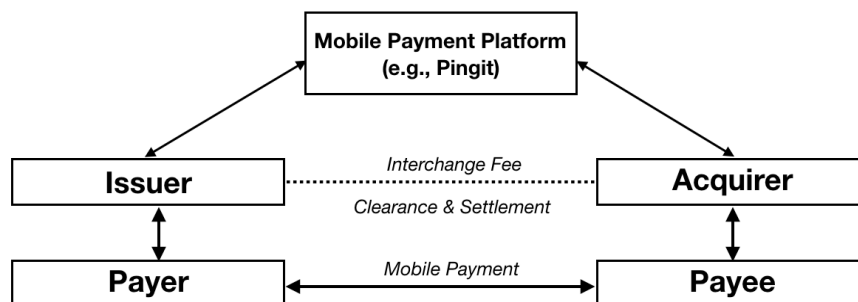 Mobile Payment Platform
(e.g., Pingit)
Interchange Fee
Issuer
Acquirer
Clearance & Settlement
Payer
Mobile Payment
Payee